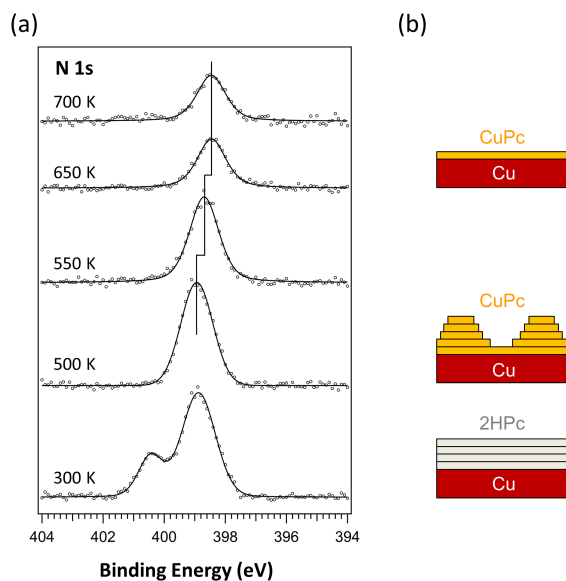 (a)
N 1s
700 K
650 K
550 K
500 K
300 K
404 402 400 398 396 394
Binding Energy (eV)
(b)
CuPc
Cu
CuPc
Cu
2HPc
Cu